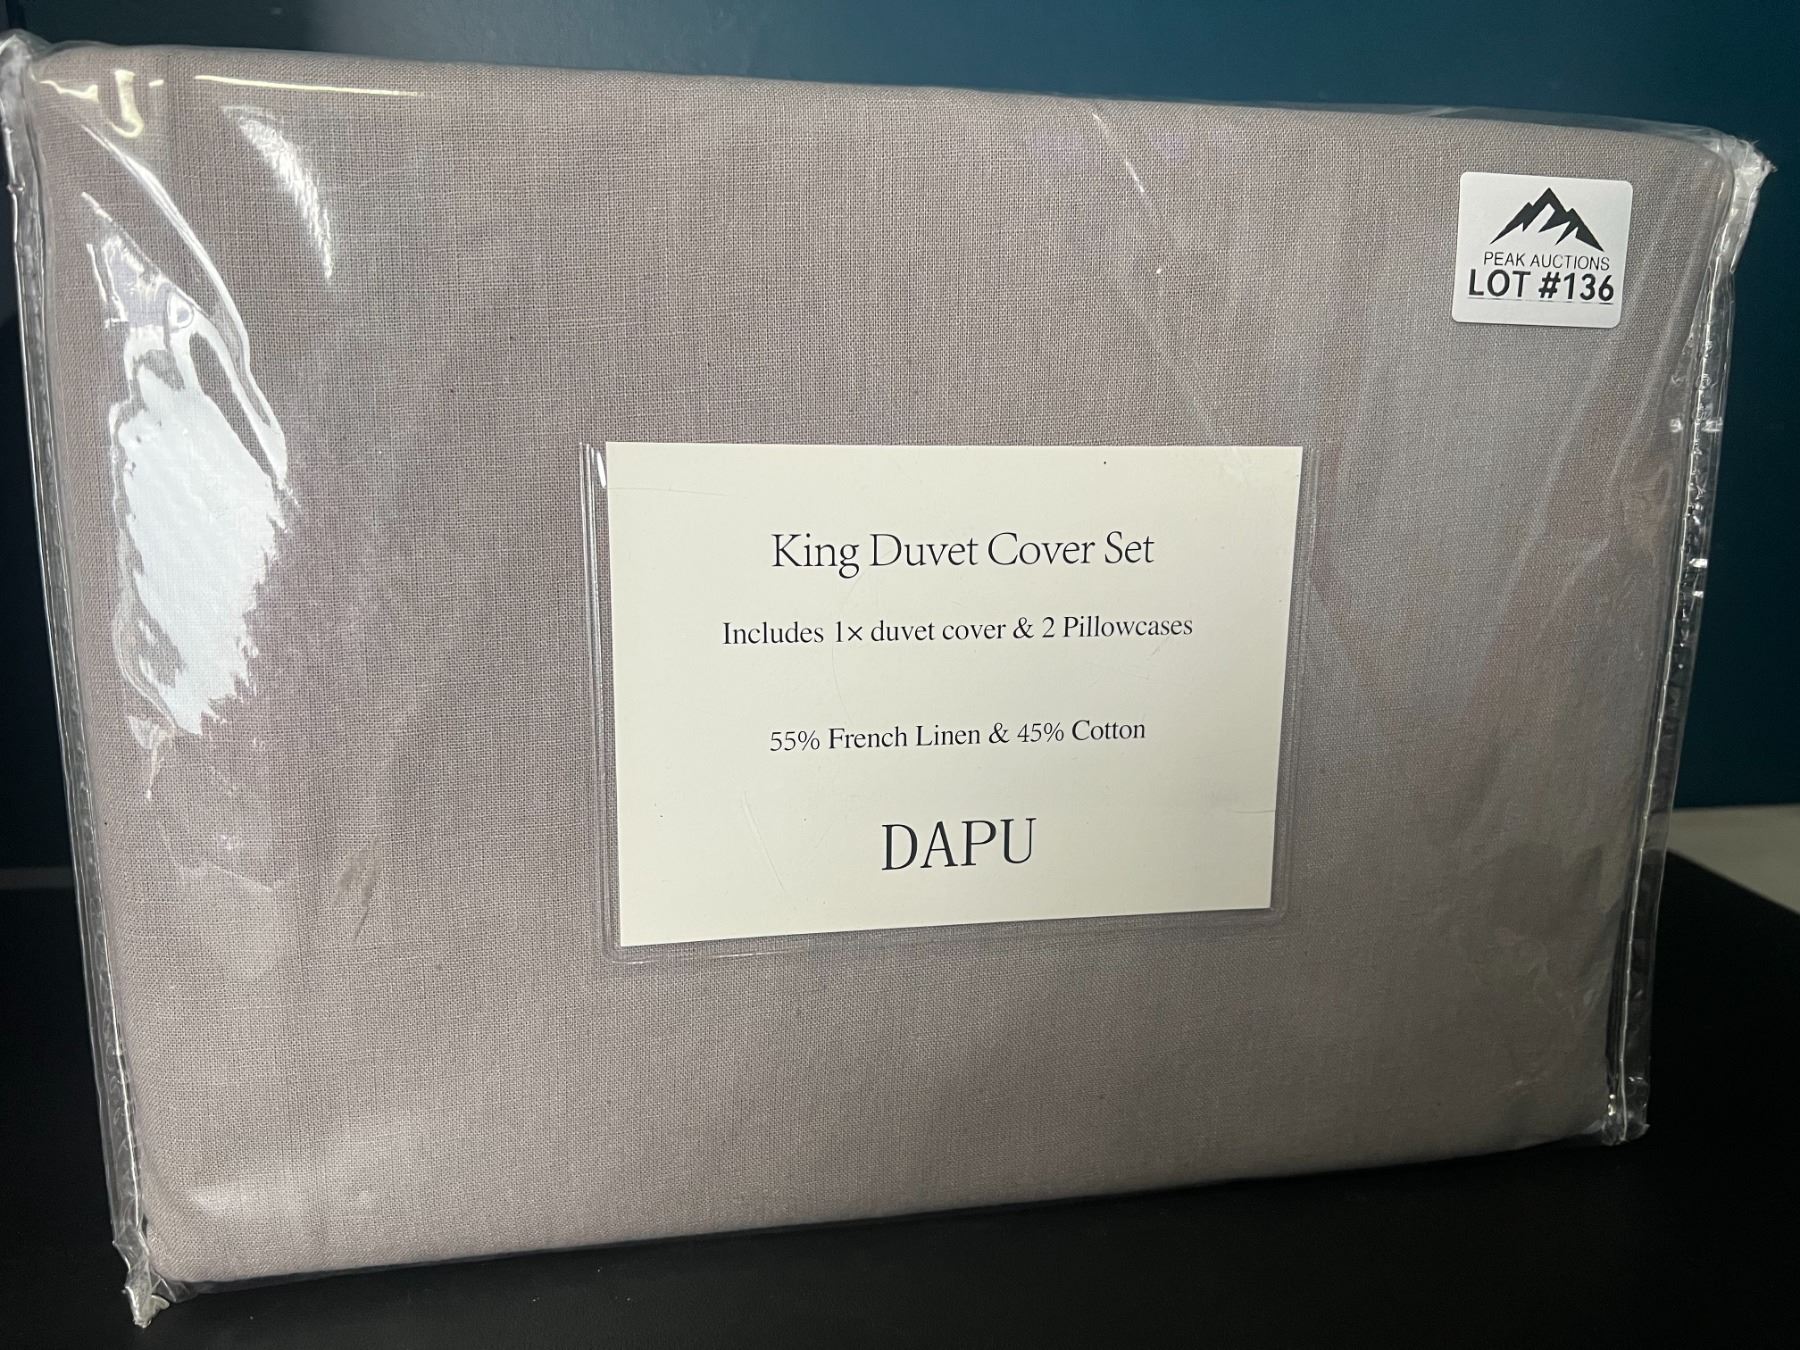 PEAK AUCTIONS
LOT #136
King Duvet Cover Set
Includes 1× duvet cover & 2 Pillowcases
55% French Linen & 45% Cotton
DAPU